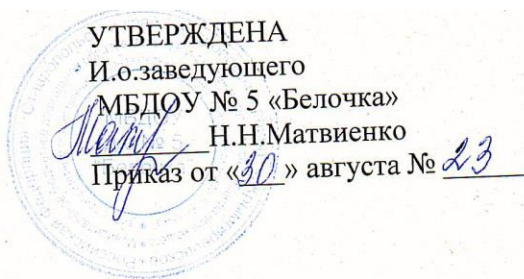 УТВЕРЖДЕНА
И.о.заведующего
МБДОУ № 5 «Белочка»
Н.Н.Матвиенко
Приказ от «30» августа № 23